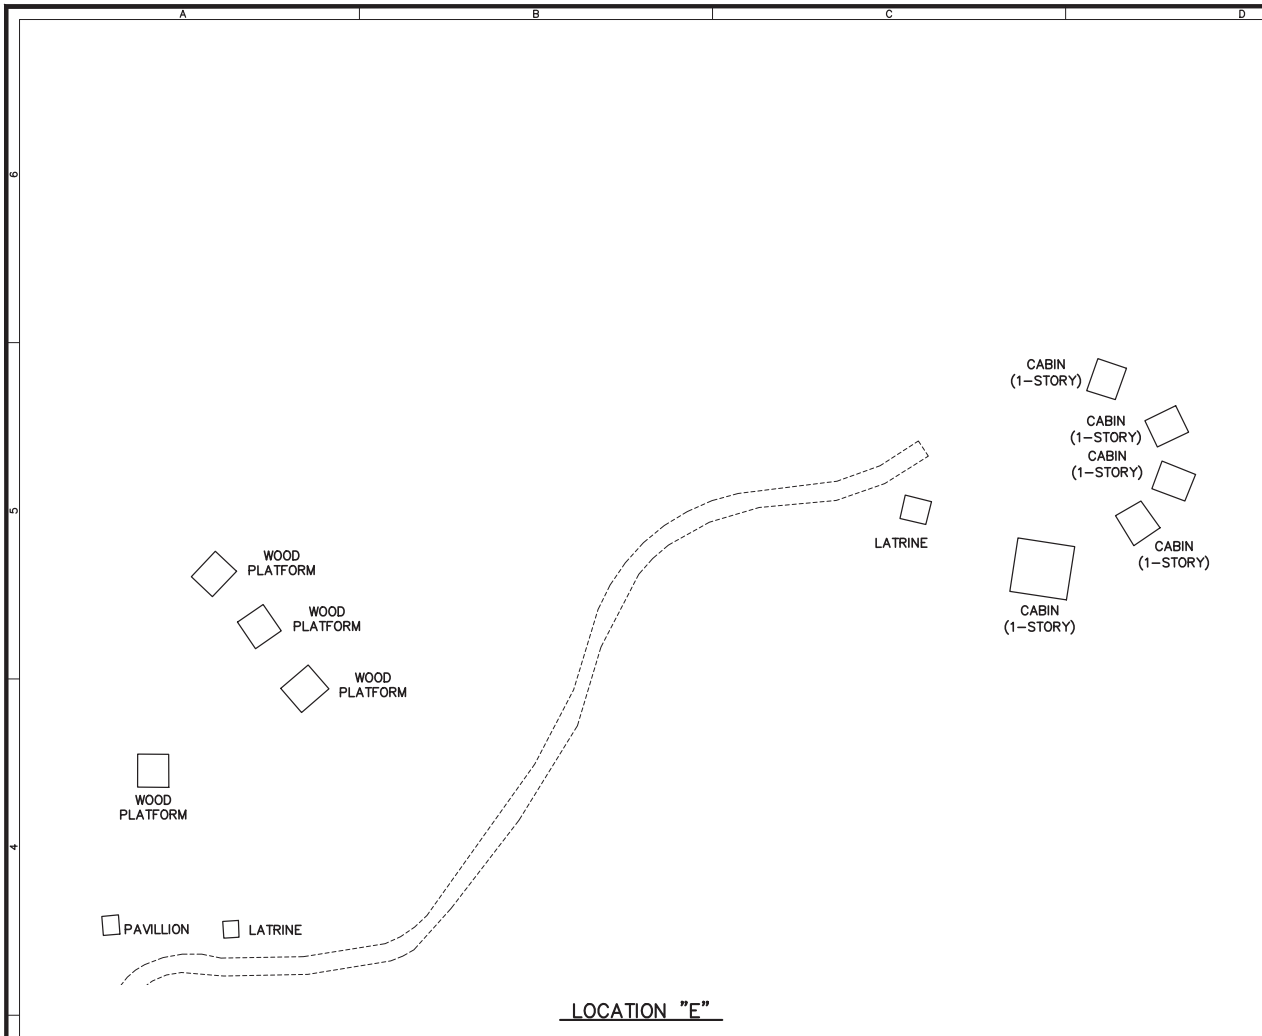 A
B
C
D
6
CABIN
(1-STORY)
CABIN
(1-STORY)
CABIN
(1-STORY)
5
LATRINE
CABIN
(1-STORY)
WOOD
PLATFORM
WOOD
PLATFORM
CABIN
(1-STORY)
WOOD
PLATFORM
WOOD
PLATFORM
4
PAVILLION
LATRINE
LOCATION "E"